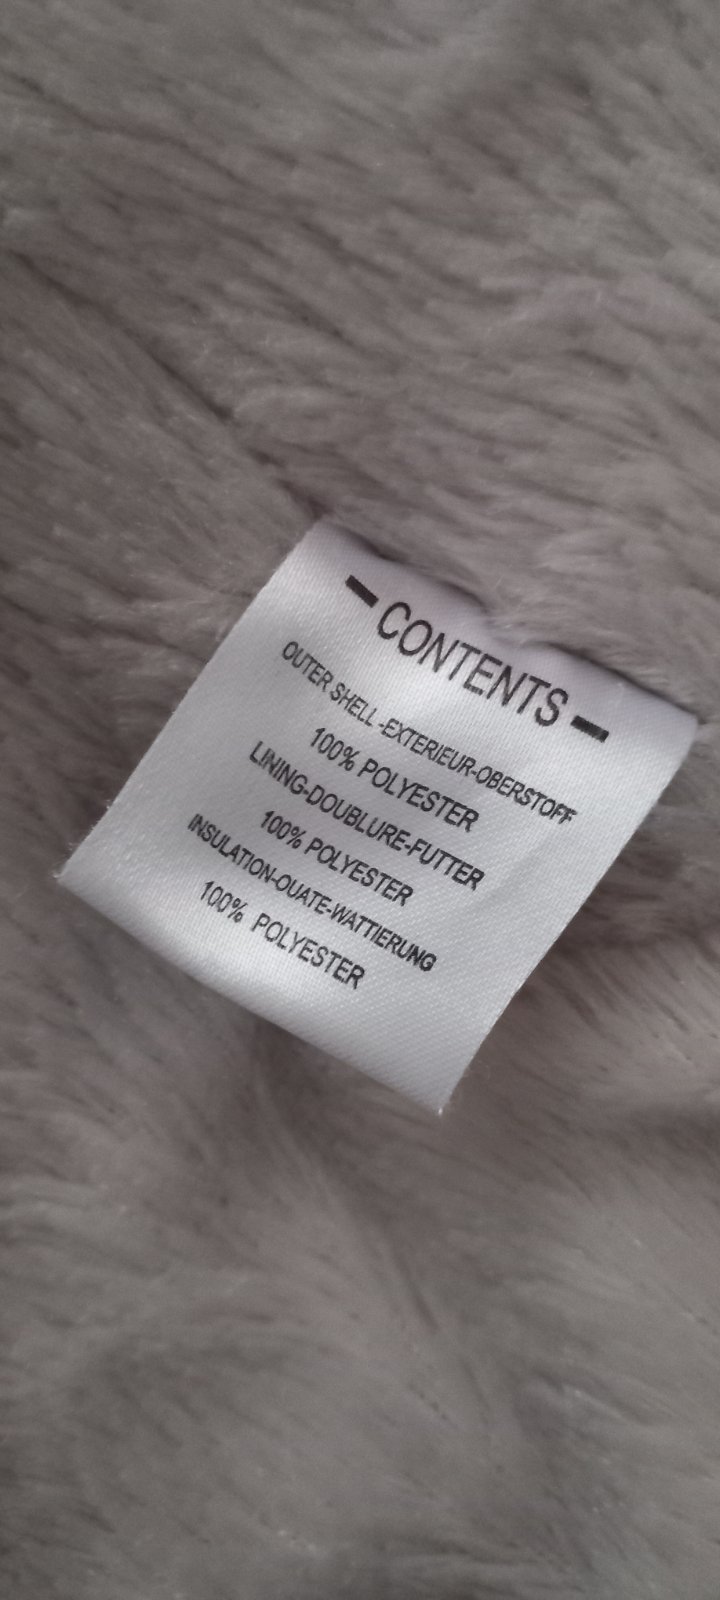 - CONTENTS -
OUTER SHELL-EXTERIEUR-OBERSTOFF
100% POLYESTER
LINING-DOUBLURE-FUTTER
100% POLYESTER
INSULATION-OUATE-WATTIERUNG
100% POLYESTER